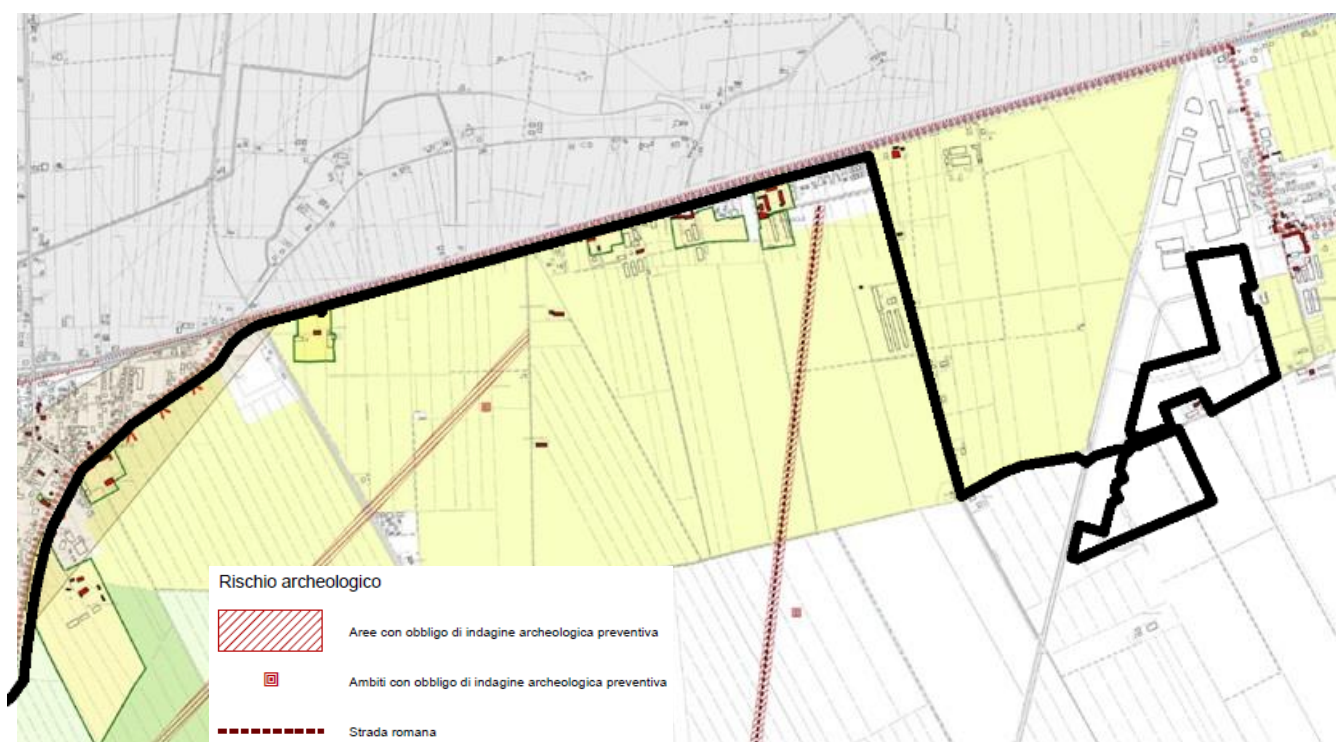 Rischio archeologico
Aree con obbligo di indagine archeologica preventiva
Ambiti con obbligo di indagine archeologica preventiva
Strada romana